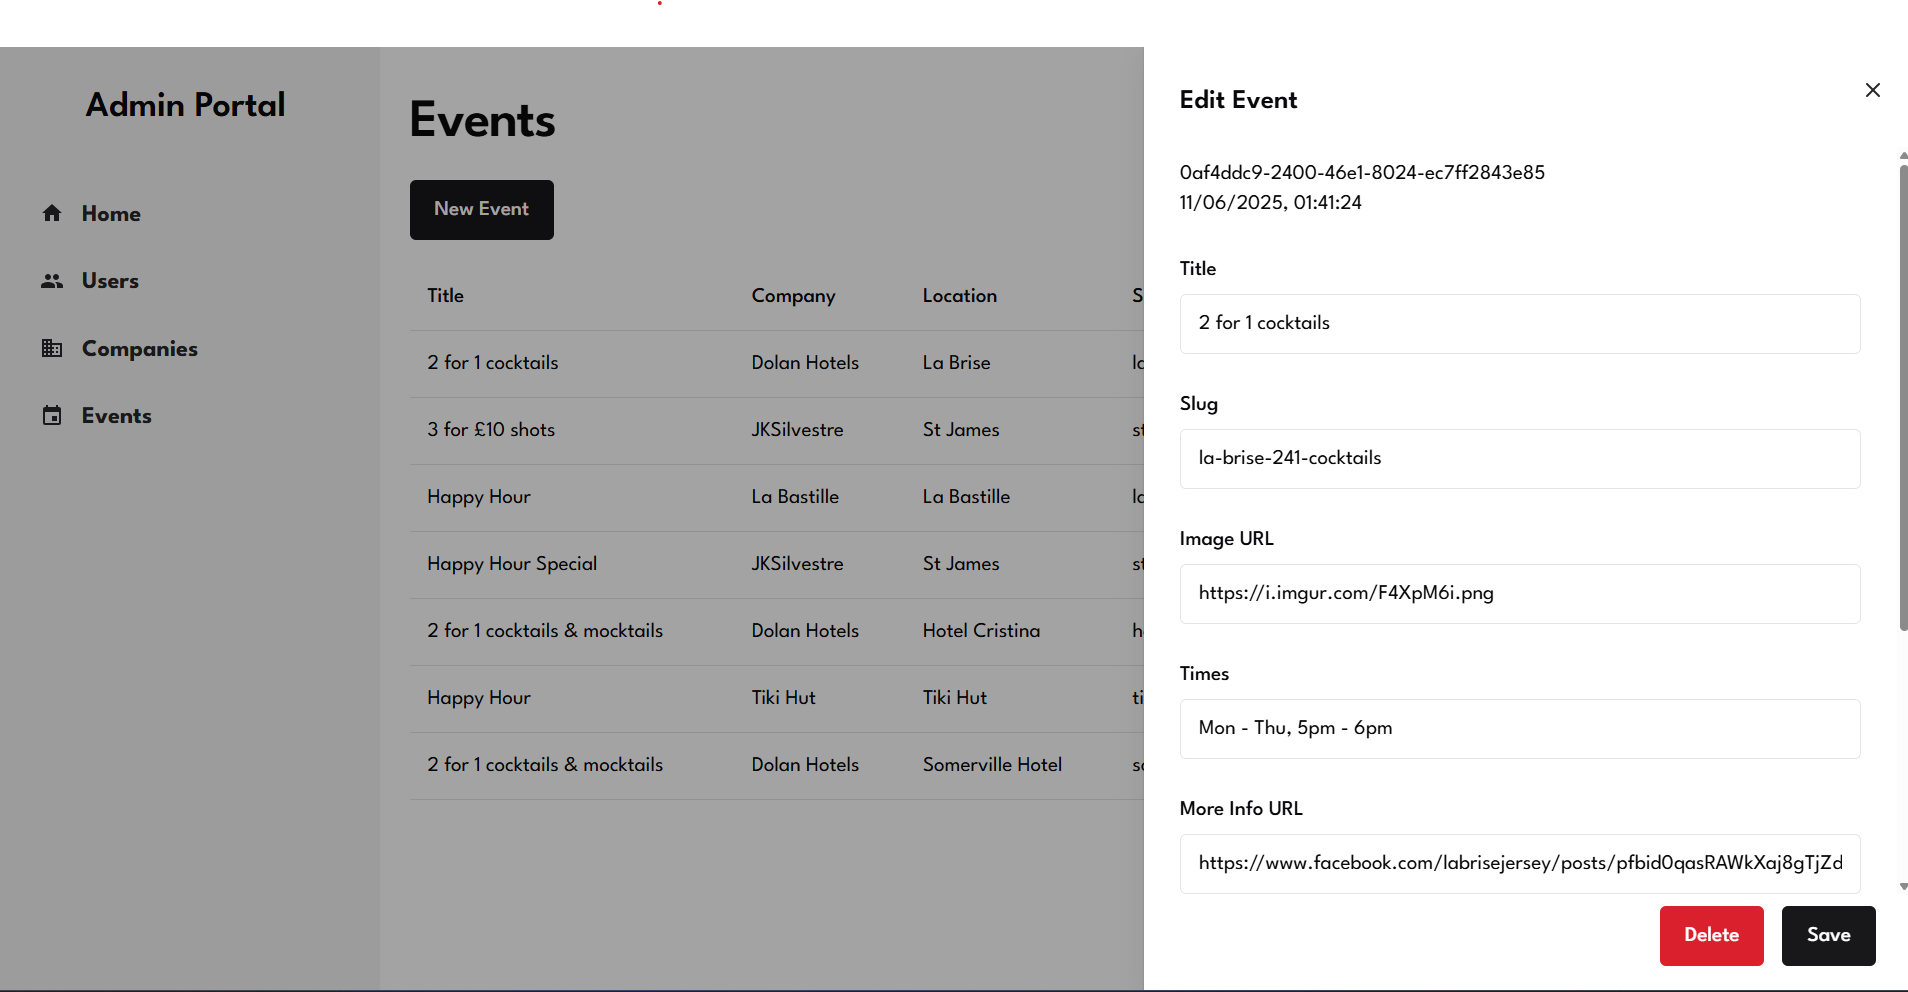 Admin Portal
Home
Users
Companies
Events
Events
New Event
Title Company Location S
2 for 1 cocktails Dolan Hotels La Brise
3 for £10 shots JKSilvestre St James st
Happy Hour La Bastille La Bastille
Happy Hour Special JKSilvestre St James st
2 for 1 cocktails & mocktails Dolan Hotels Hotel Cristina h
Happy Hour Tiki Hut Tiki Hut ti
2 for 1 cocktails & mocktails Dolan Hotels Somerville Hotel
Edit Event
0af4ddc9-2400-46e1-8024-ec7ff2843e85
11/06/2025, 01:41:24
Title
2 for 1 cocktails
Slug
la-brise-241-cocktails
Image URL
https://i.imgur.com/F4XpM6i.png
Times
Mon - Thu, 5pm - 6pm
More Info URL
https://www.facebook.com/labrisejersey/posts/pfbid0qasRAWkXaj8gTjZd
Delete Save